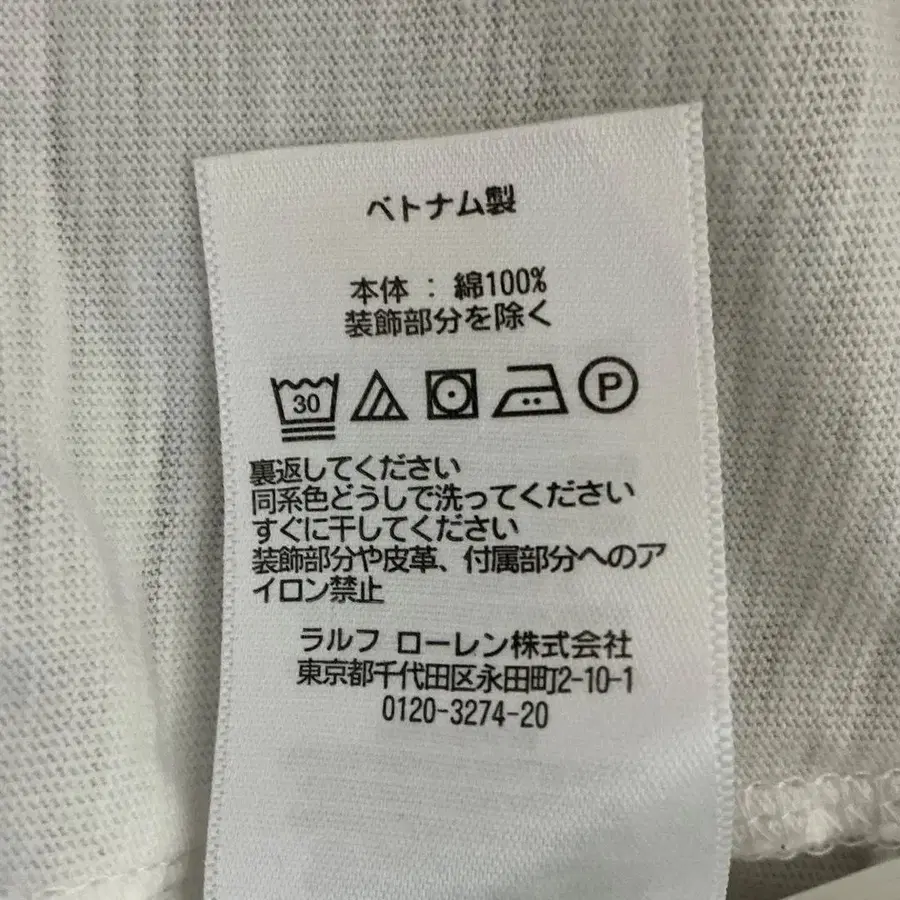 ベトナム製
本体 : 綿100%
装飾部分を除く
30 P
裏返してください
同系色どうしで洗ってください
すぐに干してください
装飾部分や皮革、付属部分へのア
イロン禁止
ラルフ ローレン株式会社
東京都千代田区永田町2-10-1
0120-3274-20